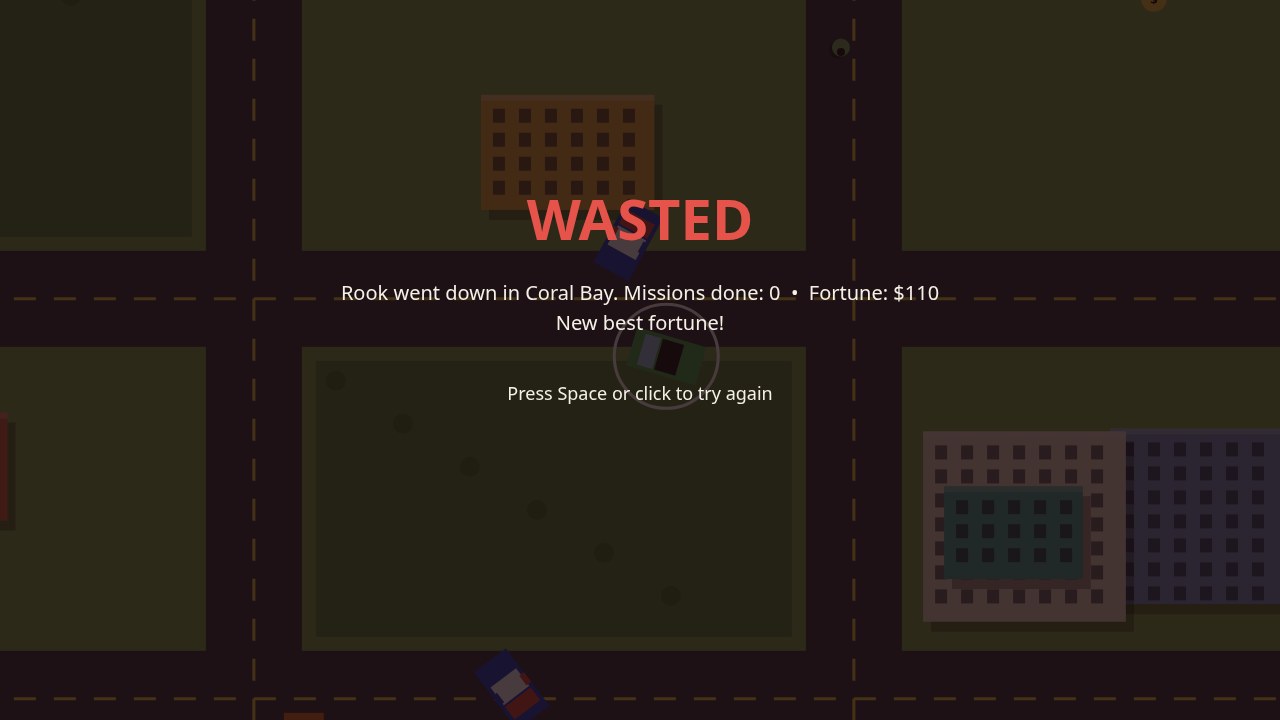 WASTED
Rook went down in Coral Bay. Missions done: 0 • Fortune: $110
New best fortune!
Press Space or click to try again